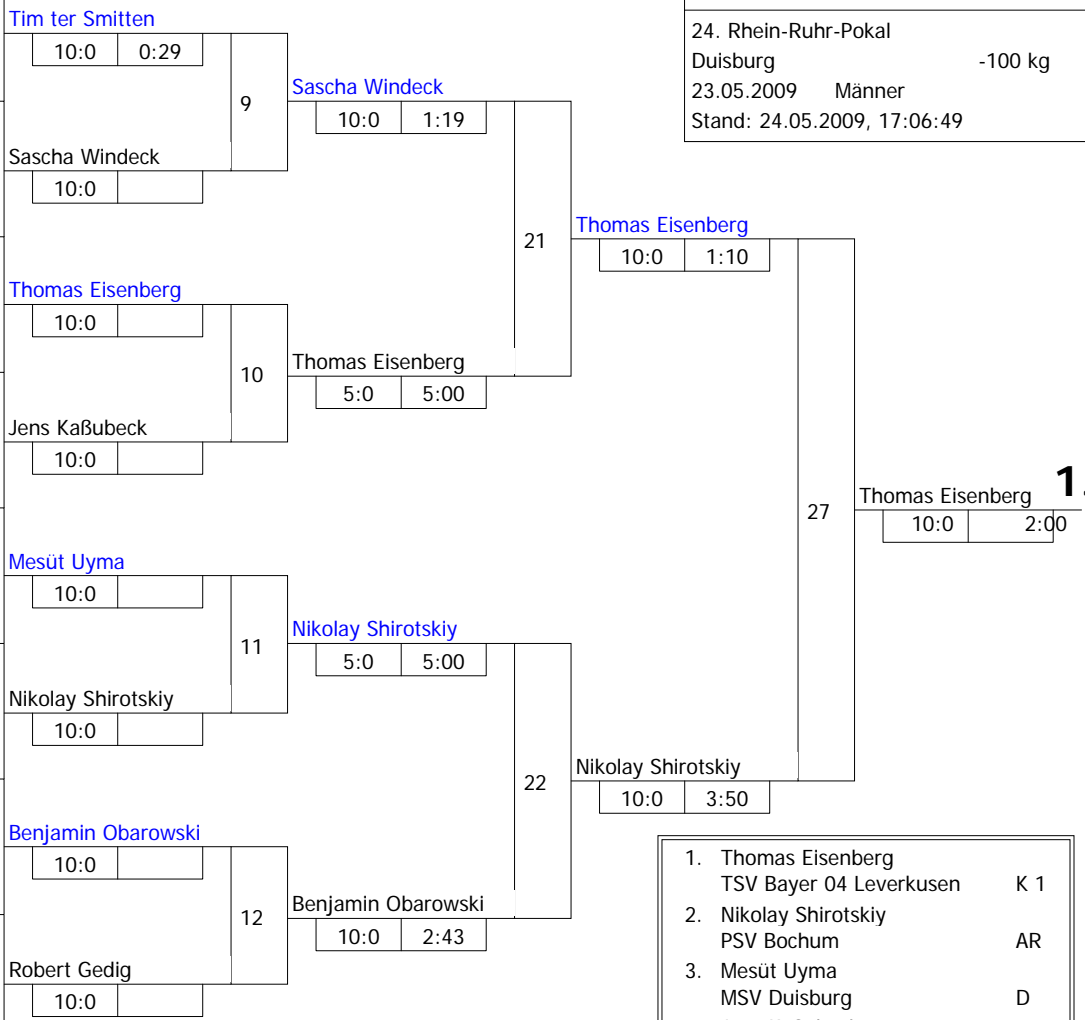 Tim ter Smitten
10:0 0:29
9
Sascha Windeck
10:0 1:19
Sascha Windeck
10:0
21
Thomas Eisenberg
10:0 1:10
Thomas Eisenberg
10:0
10
Thomas Eisenberg
5:0 5:00
Jens Kaßubeck
10:0
27
Thomas Eisenberg 1.
10:0 2:00
Mesüt Uyma
10:0
11
Nikolay Shirotskiy
5:0 5:00
Nikolay Shirotskiy
10:0
22
Nikolay Shirotskiy
10:0 3:50
Benjamin Obarowski
10:0
12
Benjamin Obarowski
10:0 2:43
Robert Gedig
10:0
24. Rhein-Ruhr-Pokal
Duisburg -100 kg
23.05.2009 Männer
Stand: 24.05.2009, 17:06:49
1. Thomas Eisenberg
TSV Bayer 04 Leverkusen K 1
2. Nikolay Shirotskiy
PSV Bochum AR
3. Mesüt Uyma
MSV Duisburg D